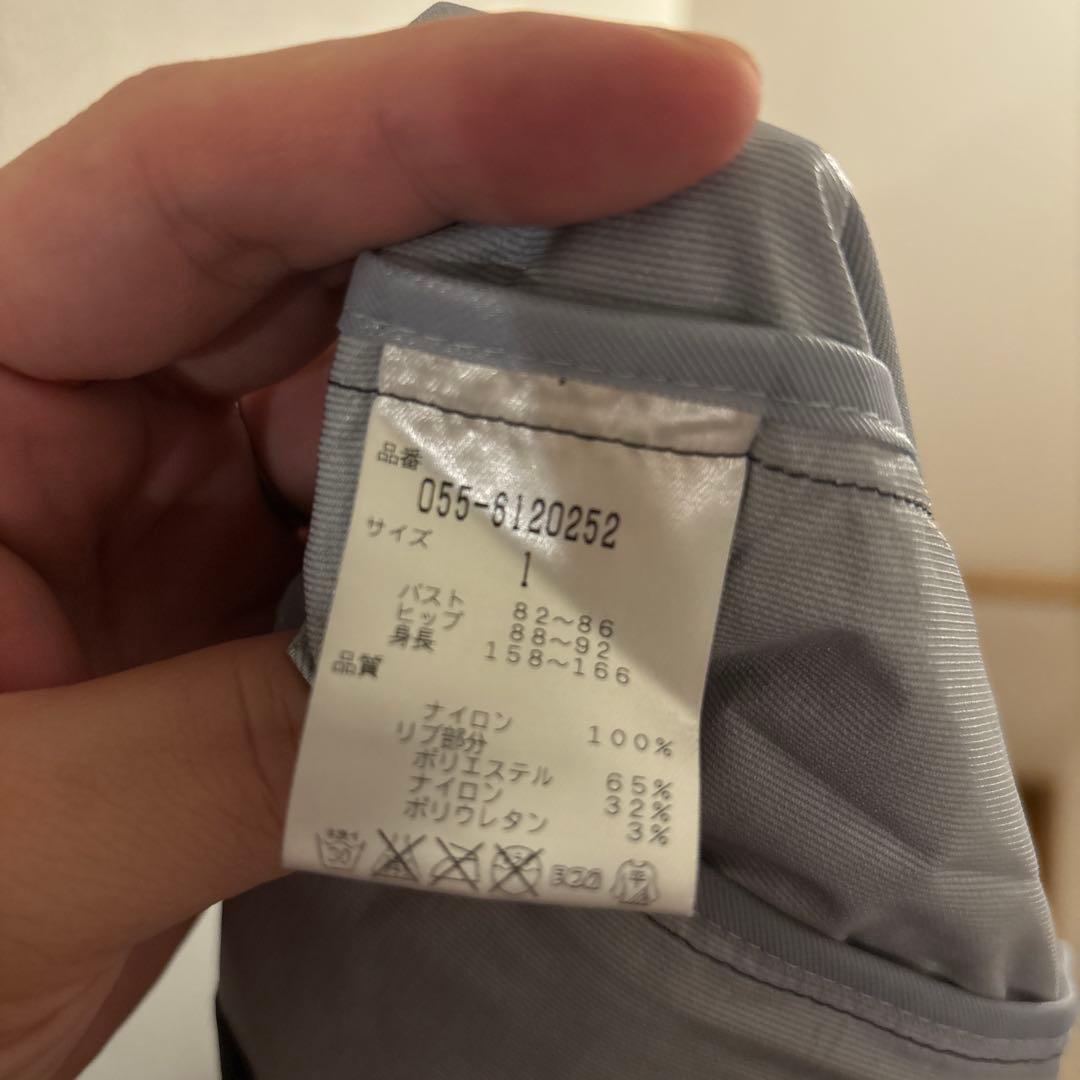 品番
055-6120252
サイズ
1
バスト 82〜86
ヒップ 88〜92
身長 158〜166
品質
ナイロン 100%
リブ部分
ポリエステル 65%
ナイロン 32%
ポリウレタン 3%
平